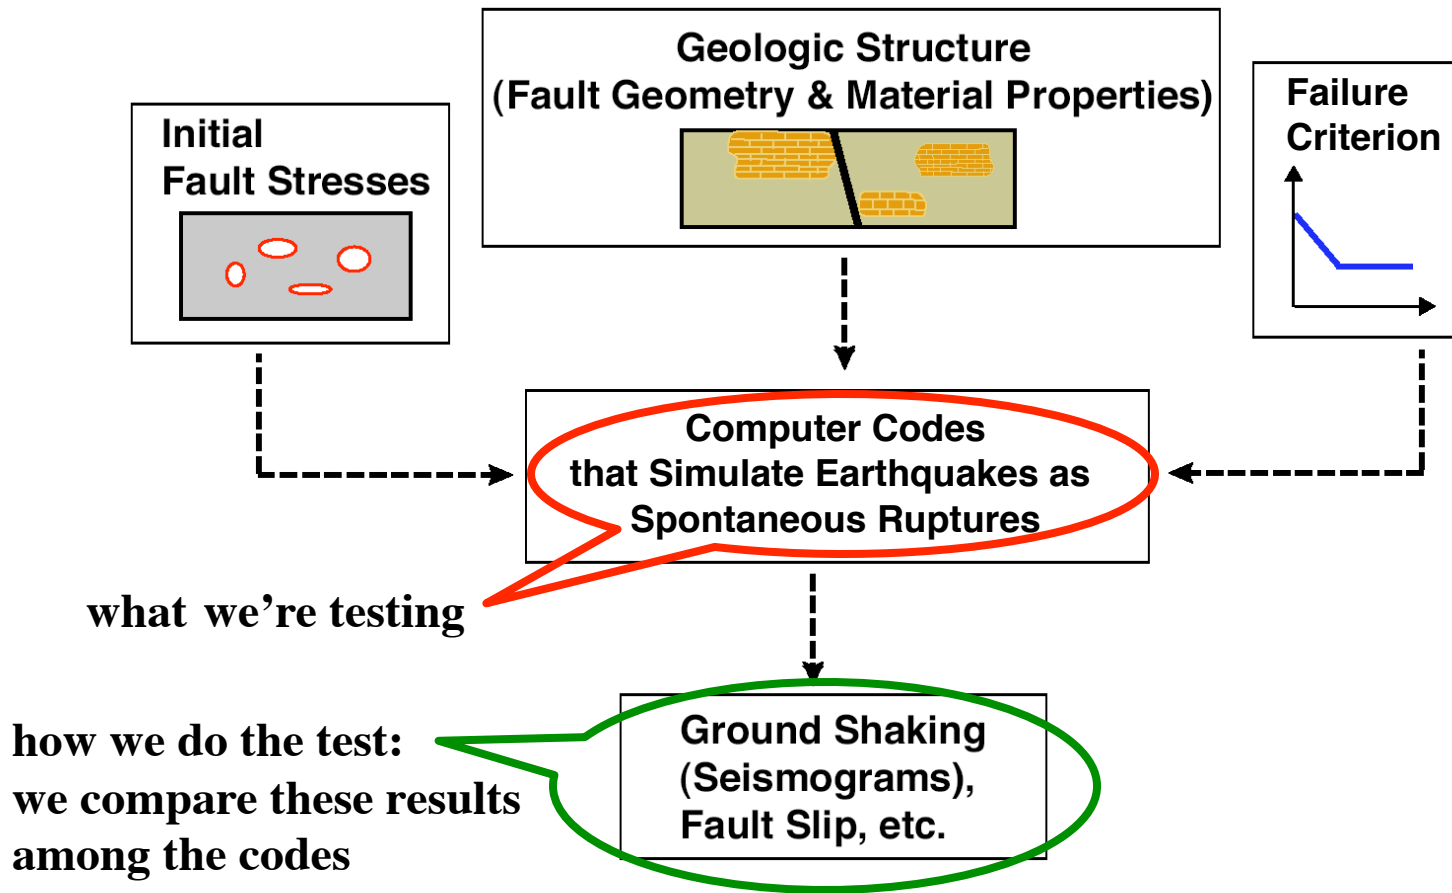 Geologic Structure
(Fault Geometry & Material Properties)
Initial
Fault Stresses
Failure
Criterion
Computer Codes
that Simulate Earthquakes as
Spontaneous Ruptures
what we’re testing
how we do the test:
we compare these results
among the codes
Ground Shaking
(Seismograms),
Fault Slip, etc.